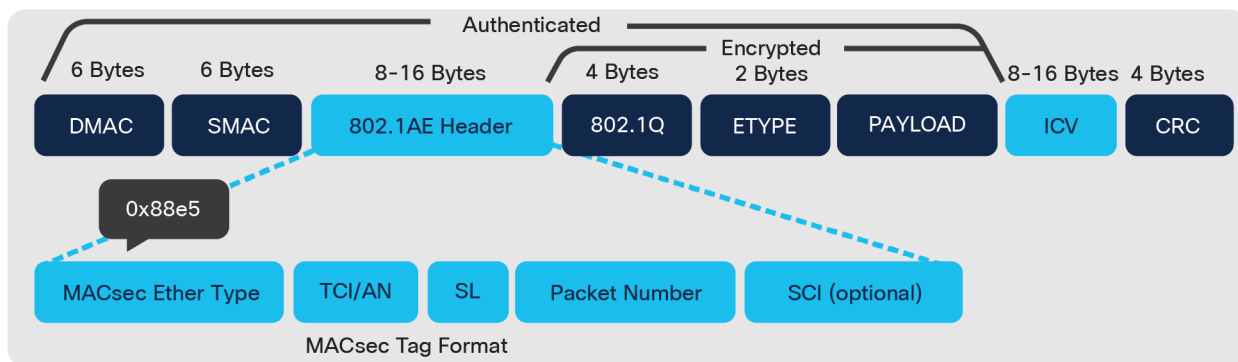 Authenticated
Encrypted
6 Bytes 6 Bytes 8-16 Bytes 4 Bytes 2 Bytes 8-16 Bytes 4 Bytes
DMAC SMAC 802.1AE Header 802.1Q ETYPE PAYLOAD ICV CRC
0x88e5
MACsec Ether Type TCI/AN SL Packet Number SCI (optional)
MACsec Tag Format